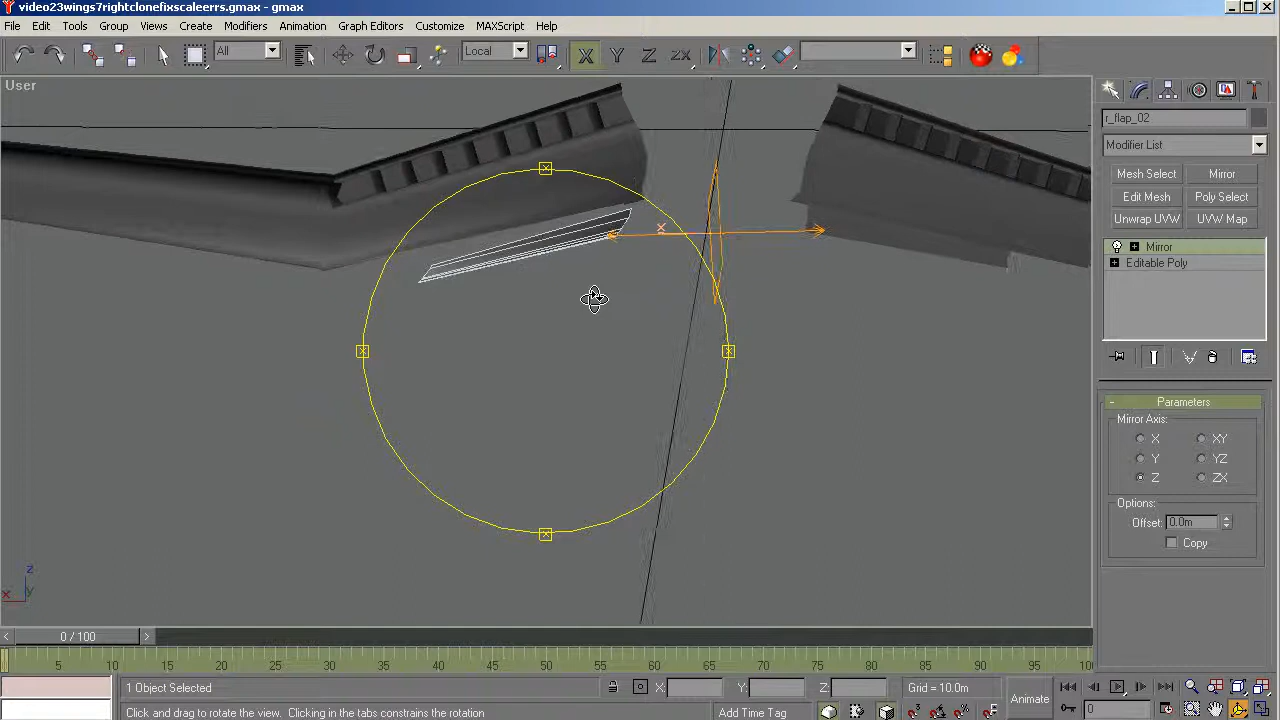 video23wings7rightclonefixscaleerrs.gmax - gmax
File Edit Tools Group Views Create Modifiers Animation Graph Editors Customize MAXScript Help
All Local X Y Z ZX
User
r_flap_02
Modifier List
Mesh Select Mirror
Edit Mesh Poly Select
Unwrap UVW UVW Map
Mirror
Editable Poly
- Parameters
Mirror Axis:
X XY
Y YZ
Z ZX
Options:
Offset: 0.0m
Copy
z
x y
< 0 / 100 >
5 10 15 20 25 30 35 40 45 50 55 60 65 70 75 80 85 90 95
1 Object Selected X: Y: Z: Grid = 10.0m Animate
Click and drag to rotate the view. Clicking in the tabs constrains the rotation Add Time Tag 0